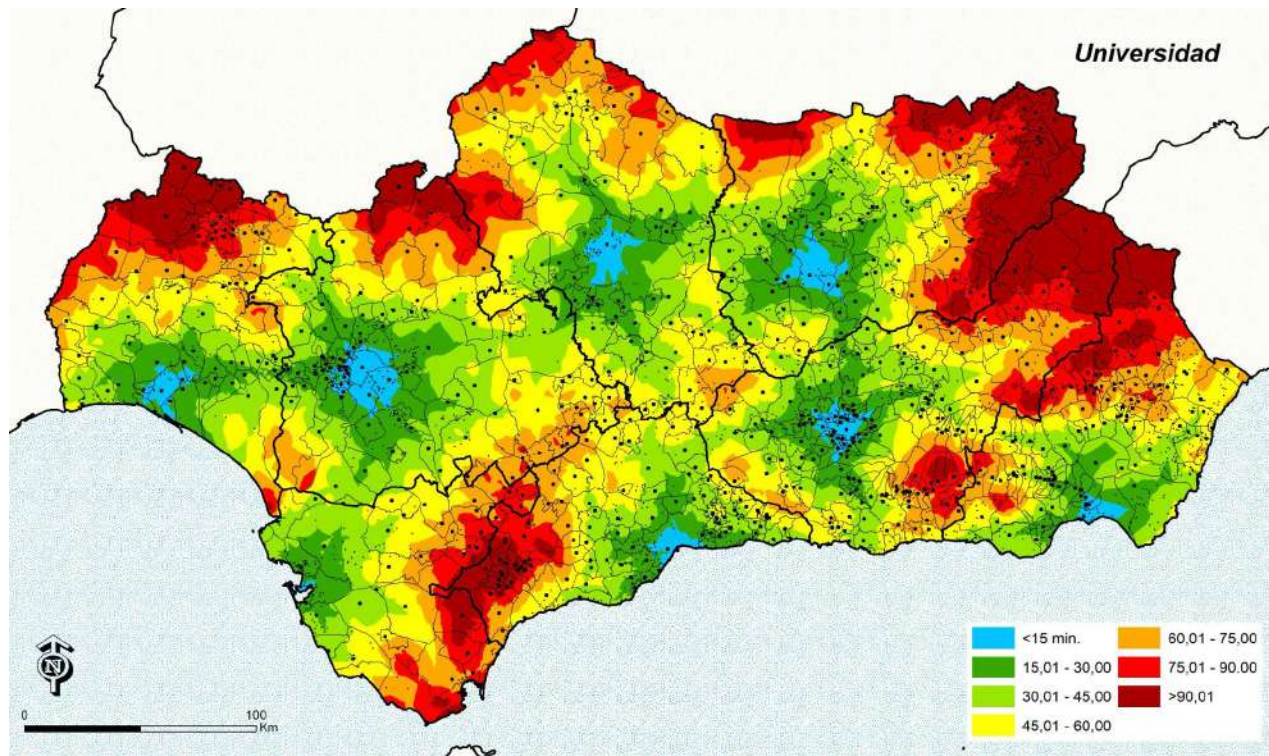 Universidad
<15 min.
15,01 - 30,00
30,01 - 45,00
45,01 - 60,00
60,01 - 75,00
75,01 - 90.00
>90,01
N
0 100
Km